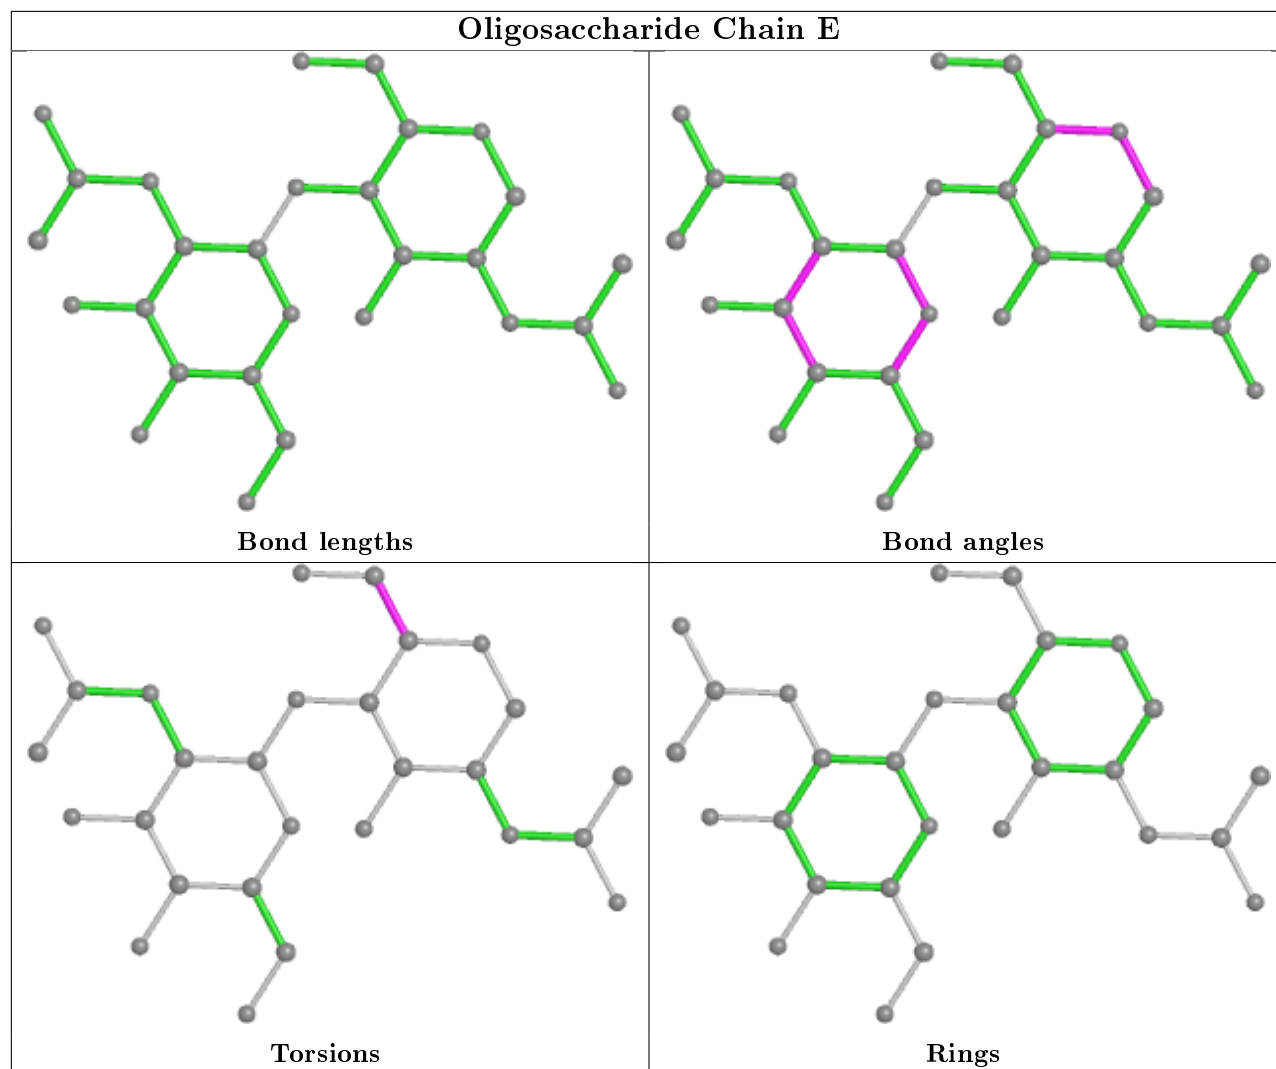 Oligosaccharide Chain E
Bond lengths
Bond angles
Torsions
Rings